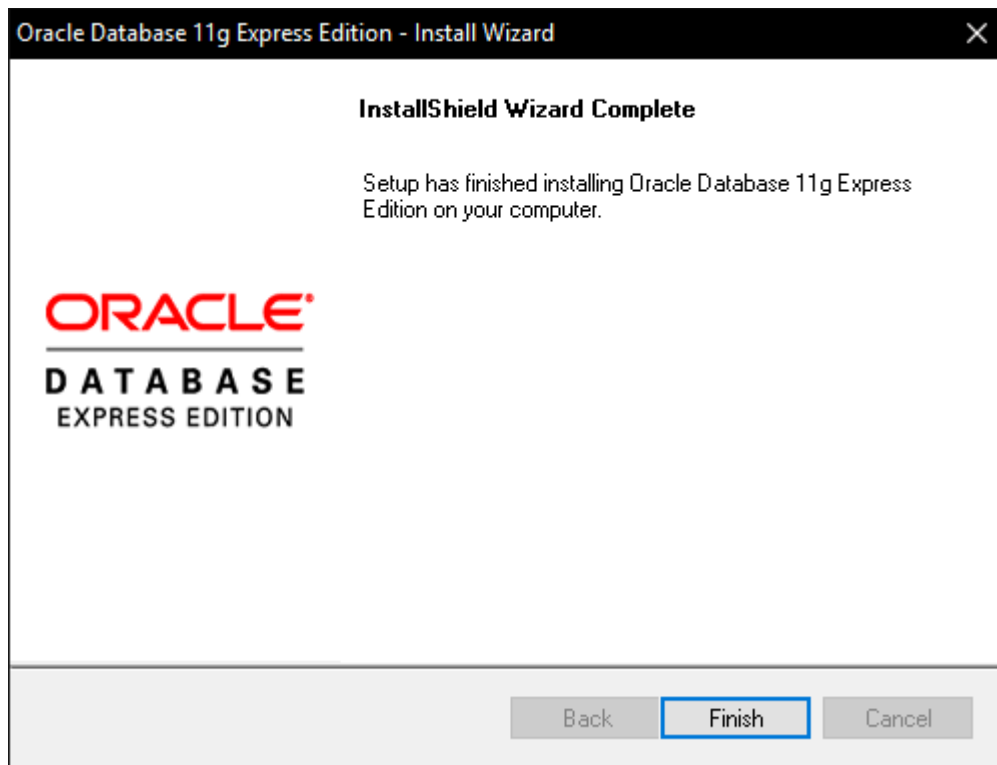 Oracle Database 11g Express Edition - Install Wizard
InstallShield Wizard Complete
Setup has finished installing Oracle Database 11g Express
Edition on your computer.
ORACLE
DATABASE
EXPRESS EDITION
Back
Finish
Cancel